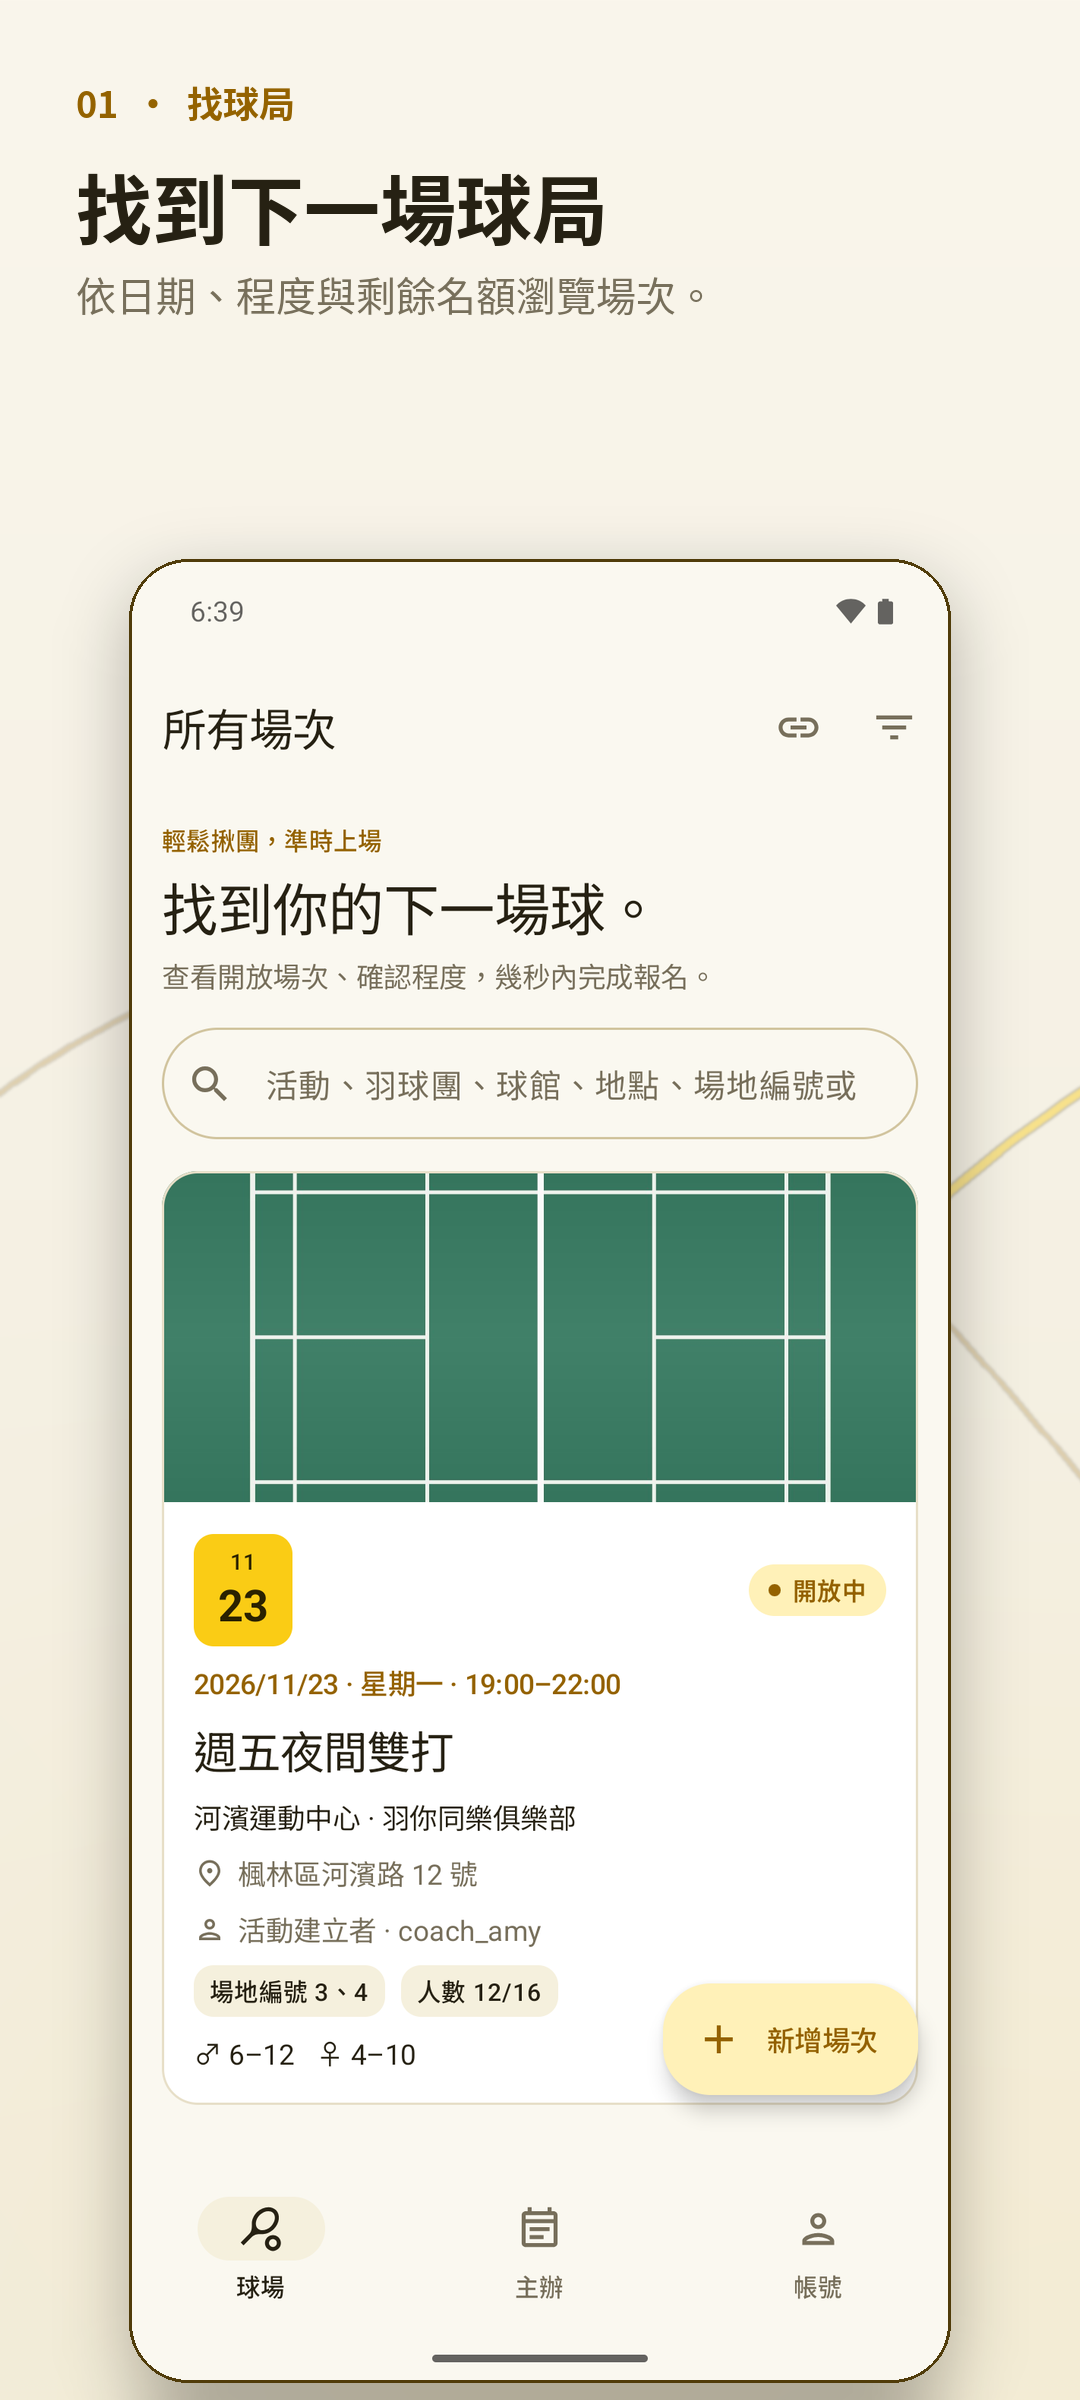 01 • 找球局
找到下一場球局
依日期、程度與剩餘名額瀏覽場次。
6:39
所有場次
輕鬆揪團，準時上場
找到你的下一場球。
查看開放場次、確認程度，幾秒內完成報名。
活動、羽球團、球館、地點、場地編號或
11
23
開放中
2026/11/23 · 星期一 · 19:00–22:00
週五夜間雙打
河濱運動中心 · 羽你同樂俱樂部
楓林區河濱路 12 號
活動建立者 · coach_amy
場地編號 3、4 人數 12/16
♂ 6–12 ♀ 4–10
新增場次
球場 主辦 帳號